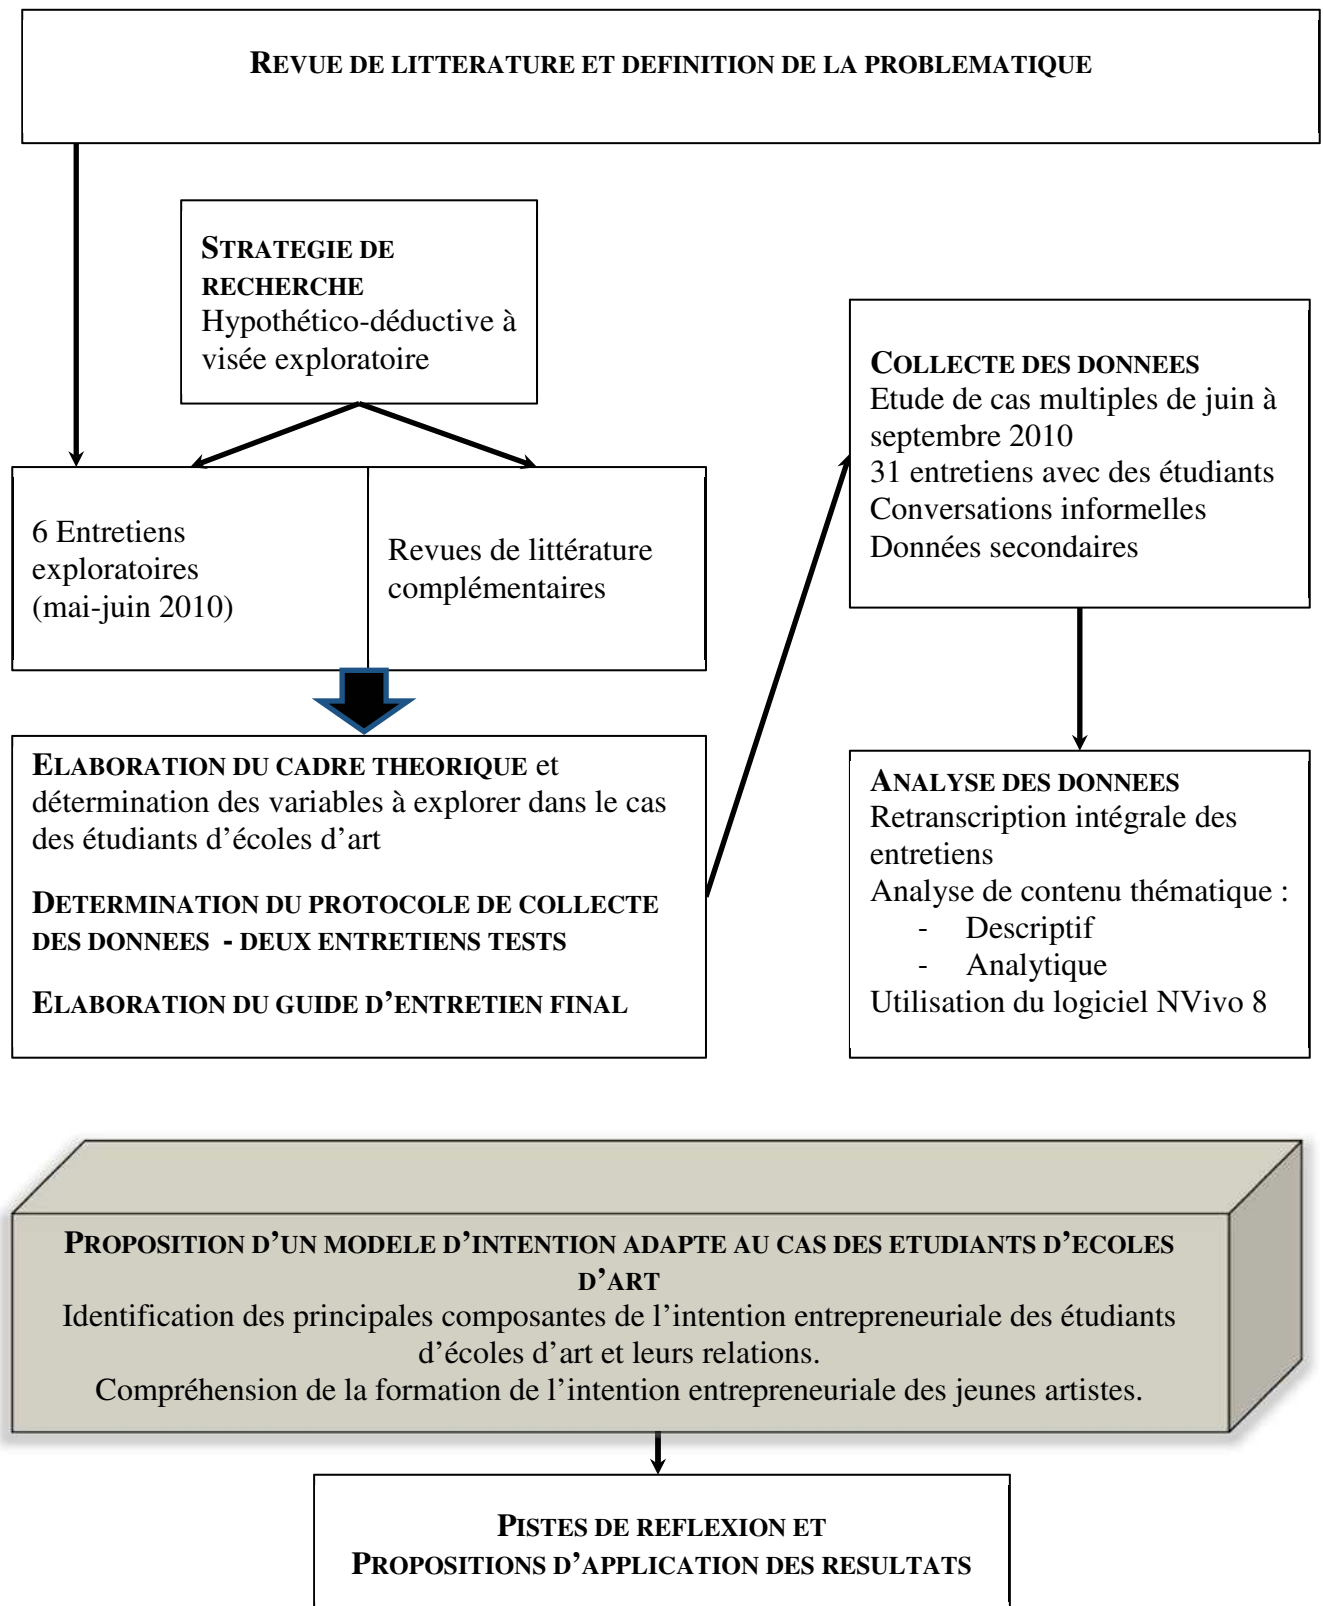 REVUE DE LITTERATURE ET DEFINITION DE LA PROBLEMATIQUE
STRATEGIE DE
RECHERCHE
Hypothético-déductive à
visée exploratoire
6 Entretiens
exploratoires
(mai-juin 2010)
Revues de littérature
complémentaires
ELABORATION DU CADRE THEORIQUE et
détermination des variables à explorer dans le cas
des étudiants d’écoles d’art
DETERMINATION DU PROTOCOLE DE COLLECTE
DES DONNEES - DEUX ENTRETIENS TESTS
ELABORATION DU GUIDE D’ENTRETIEN FINAL
COLLECTE DES DONNEES
Etude de cas multiples de juin à
septembre 2010
31 entretiens avec des étudiants
Conversations informelles
Données secondaires
ANALYSE DES DONNEES
Retranscription intégrale des
entretiens
Analyse de contenu thématique :
- Descriptif
- Analytique
Utilisation du logiciel NVivo 8
PROPOSITION D’UN MODELE D’INTENTION ADAPTE AU CAS DES ETUDIANTS D’ECOLES
D’ART
Identification des principales composantes de l’intention entrepreneuriale des étudiants
d’écoles d’art et leurs relations.
Compréhension de la formation de l’intention entrepreneuriale des jeunes artistes.
PISTES DE REFLEXION ET
PROPOSITIONS D’APPLICATION DES RESULTATS